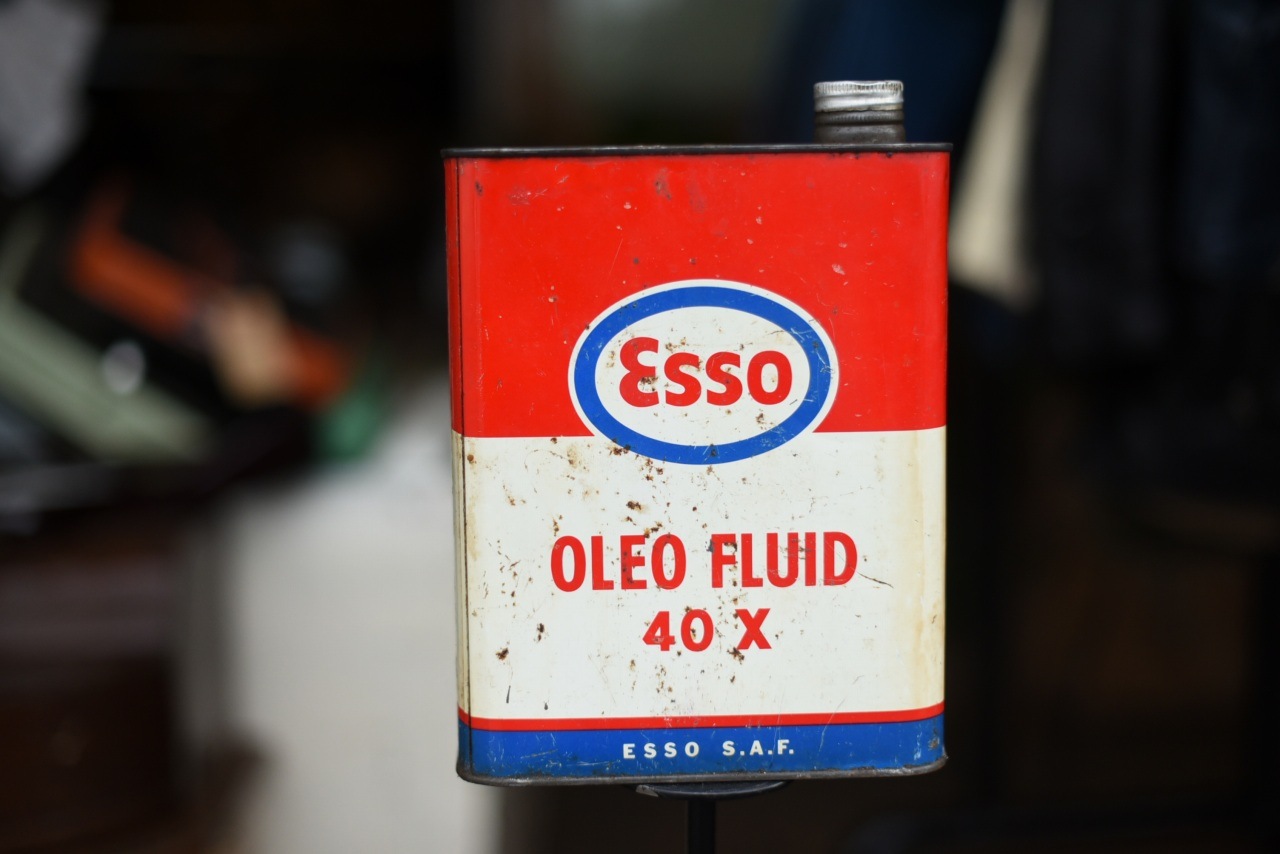 Esso
OLEO FLUID
40 X
ESSO S.A.F.